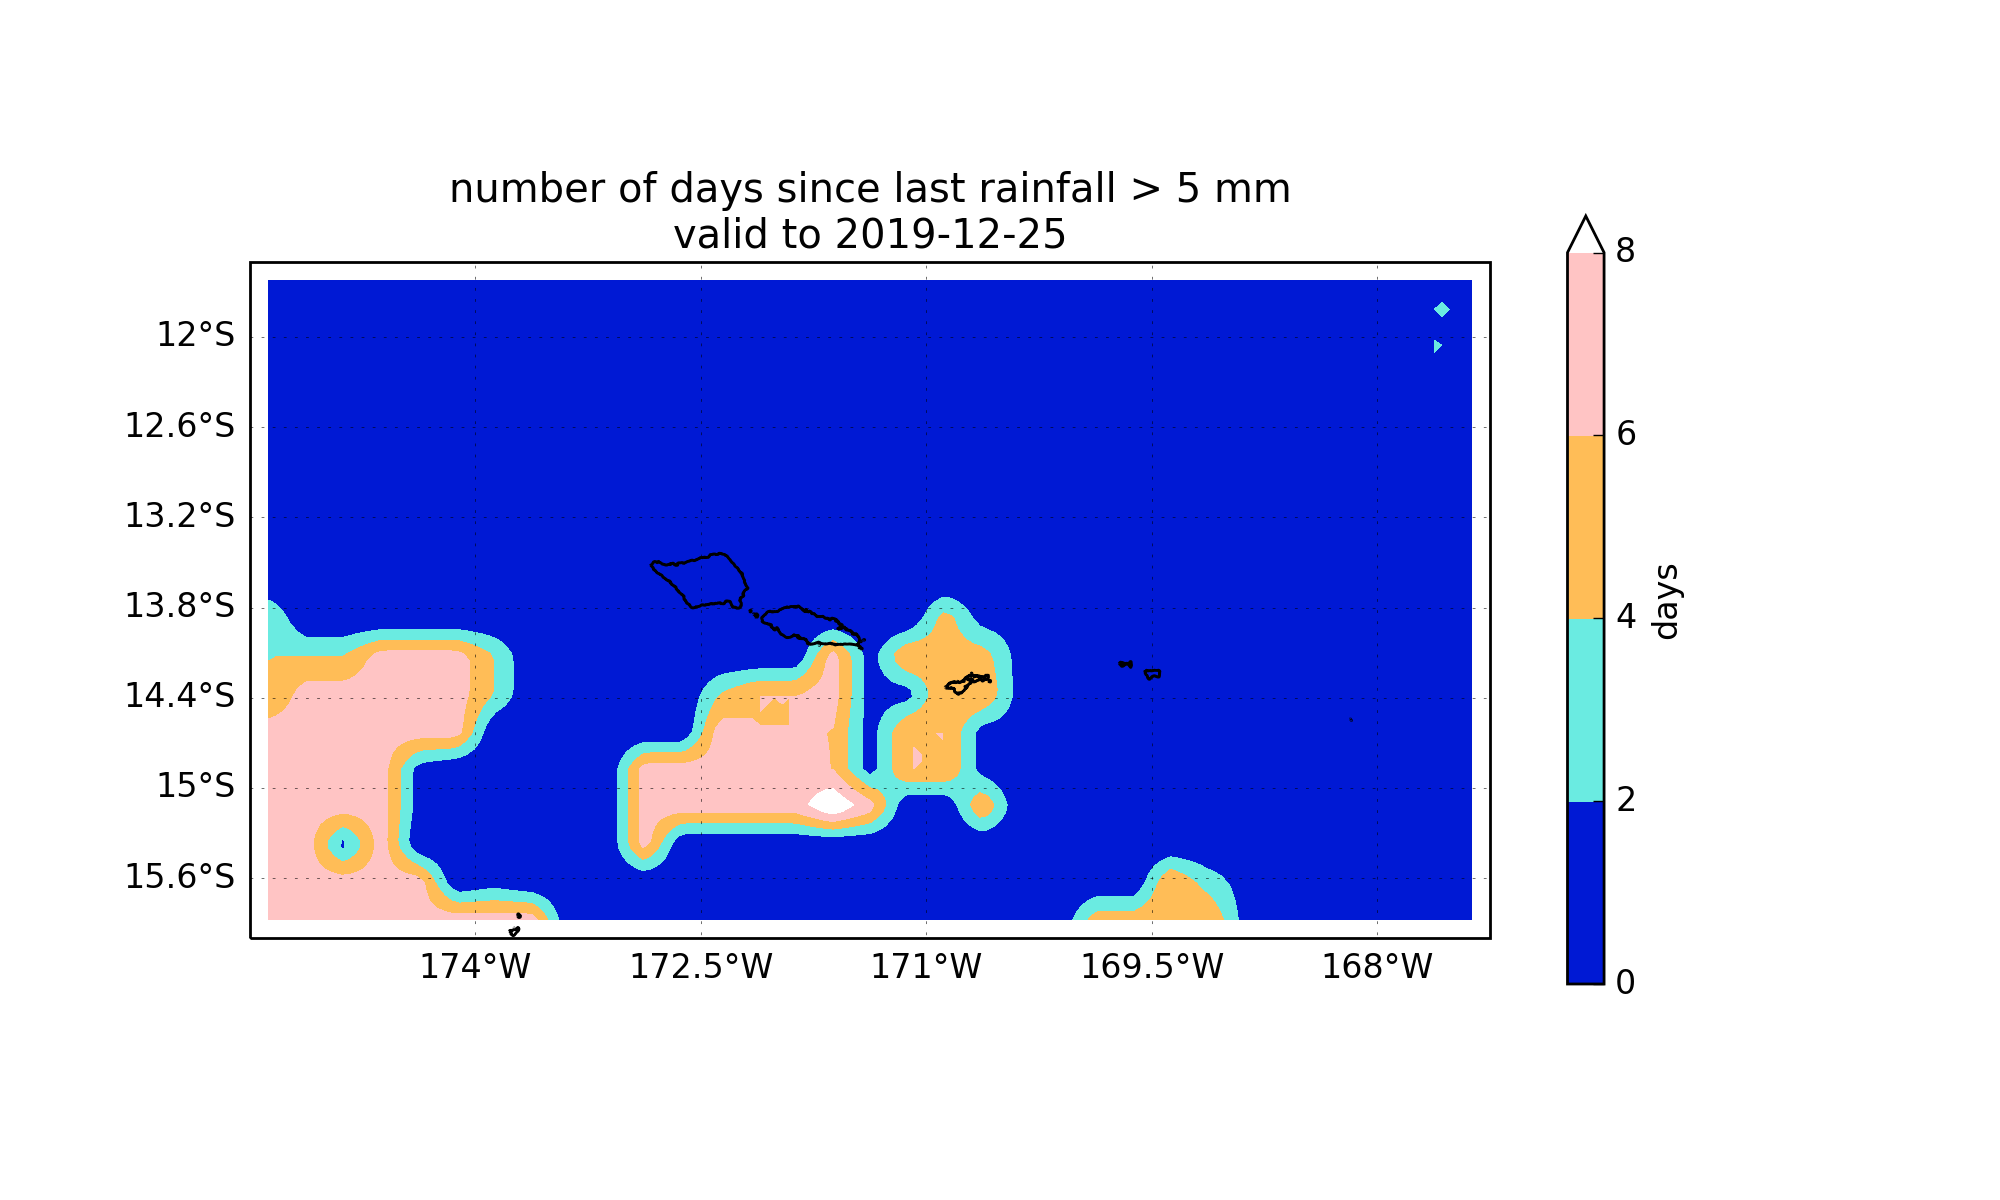 number of days since last rainfall > 5 mm
valid to 2019-12-25
12°S
12.6°S
13.2°S
13.8°S
14.4°S
15°S
15.6°S
174°W
172.5°W
171°W
169.5°W
168°W
8
6
4
2
0
days